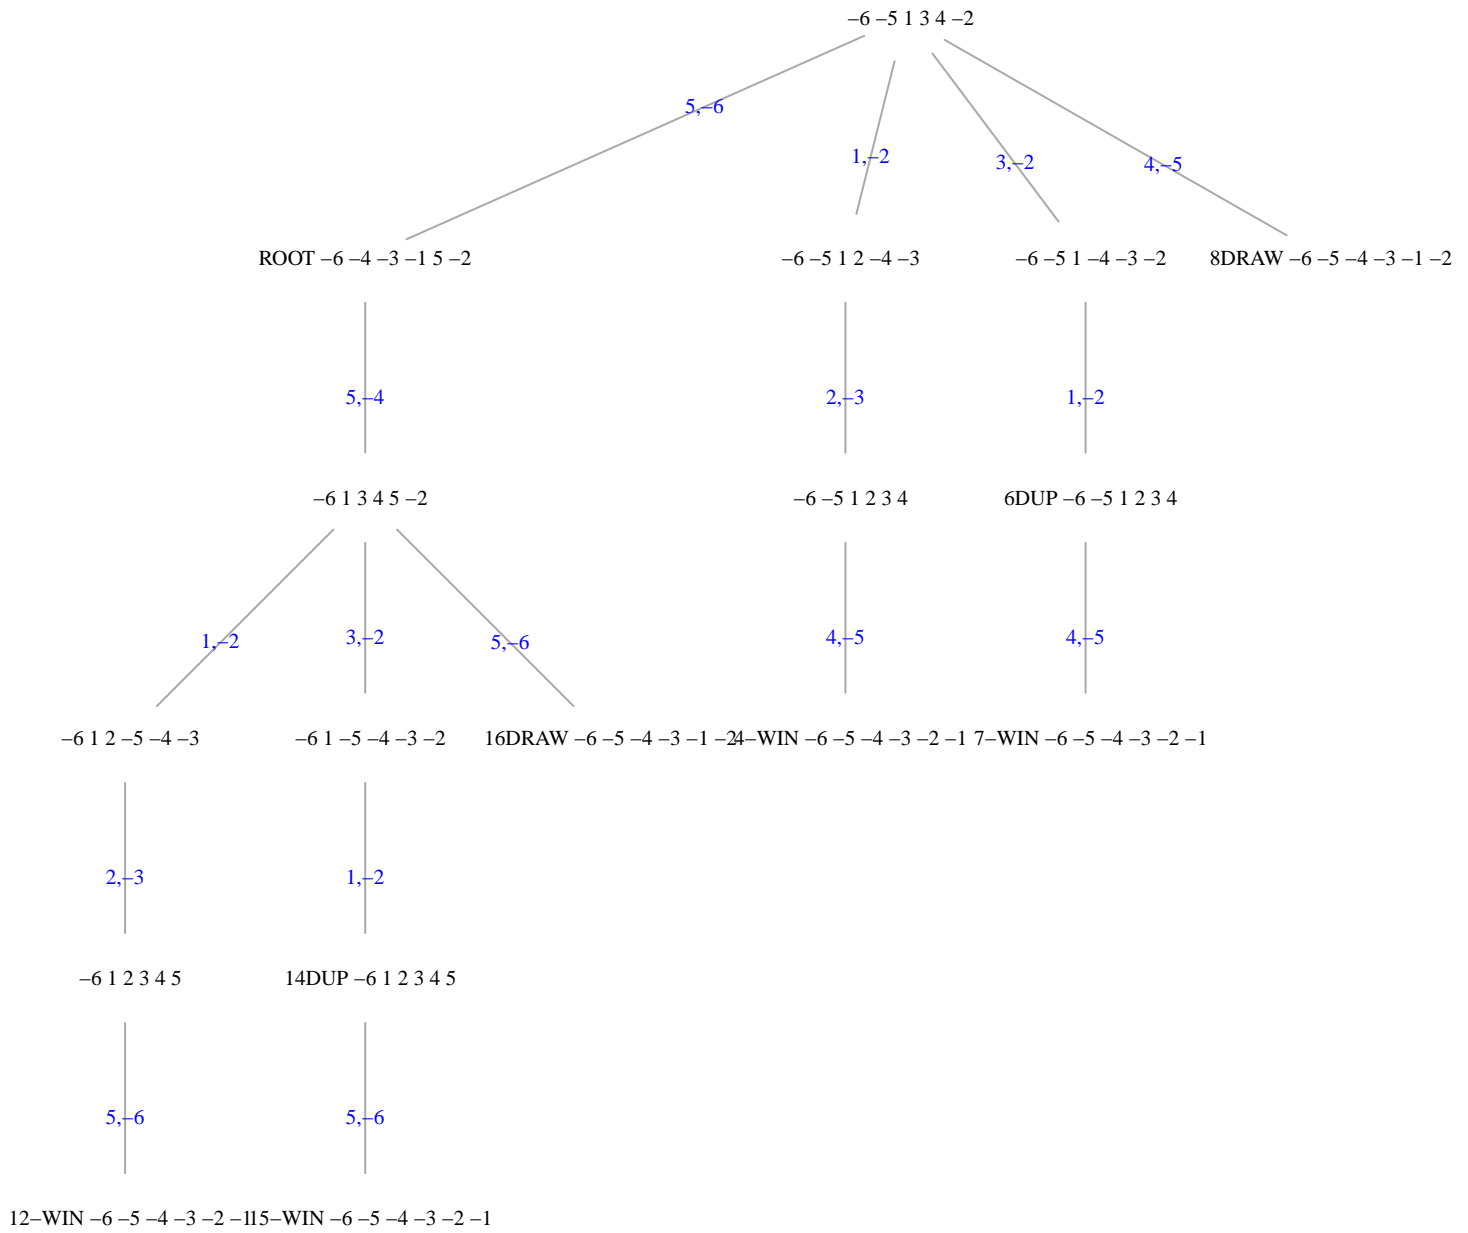 −6 −5 1 3 4 −2
5,−6
1,−2
3,−2
4,−5
ROOT −6 −4 −3 −1 5 −2
−6 −5 1 2 −4 −3
−6 −5 1 −4 −3 −2
8DRAW −6 −5 −4 −3 −1 −2
5,−4
2,−3
1,−2
−6 1 3 4 5 −2
−6 −5 1 2 3 4
6DUP −6 −5 1 2 3 4
1,−2
3,−2
5,−6
4,−5
4,−5
−6 1 2 −5 −4 −3
−6 1 −5 −4 −3 −2
16DRAW −6 −5 −4 −3 −1 −2
4−WIN −6 −5 −4 −3 −2 −1
7−WIN −6 −5 −4 −3 −2 −1
2,−3
1,−2
−6 1 2 3 4 5
14DUP −6 1 2 3 4 5
5,−6
5,−6
12−WIN −6 −5 −4 −3 −2 −1
15−WIN −6 −5 −4 −3 −2 −1